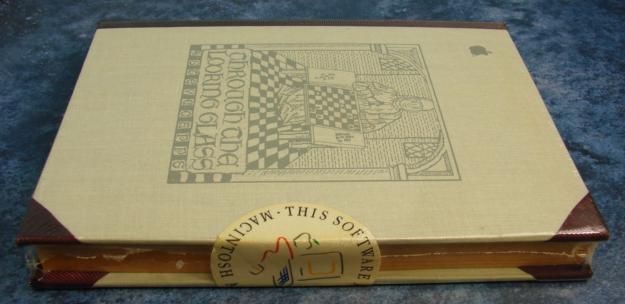 THROUGH THE
LOOKING GLASS
THIS SOFTWARE
MACINTOSH